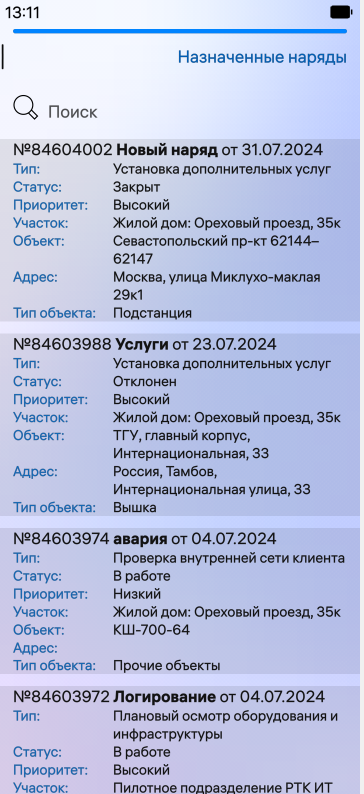 13:11
Назначенные наряды
Поиск
№84604002 Новый наряд от 31.07.2024
Тип: Установка дополнительных услуг
Статус: Закрыт
Приоритет: Высокий
Участок: Жилой дом: Ореховый проезд, 35к
Объект: Севастопольский пр-кт 62144–
62147
Адрес: Москва, улица Миклухо-маклая
29к1
Тип объекта: Подстанция
№84603988 Услуги от 23.07.2024
Тип: Установка дополнительных услуг
Статус: Отклонен
Приоритет: Высокий
Участок: Жилой дом: Ореховый проезд, 35к
Объект: ТГУ, главный корпус,
Интернациональная, 33
Адрес: Россия, Тамбов,
Интернациональная улица, 33
Тип объекта: Вышка
№84603974 авария от 04.07.2024
Тип: Проверка внутренней сети клиента
Статус: В работе
Приоритет: Низкий
Участок: Жилой дом: Ореховый проезд, 35к
Объект: КШ-700-64
Адрес:
Тип объекта: Прочие объекты
№84603972 Логирование от 04.07.2024
Тип: Плановый осмотр оборудования и
инфраструктуры
Статус: В работе
Приоритет: Высокий
Участок: Пилотное подразделение РТК ИТ